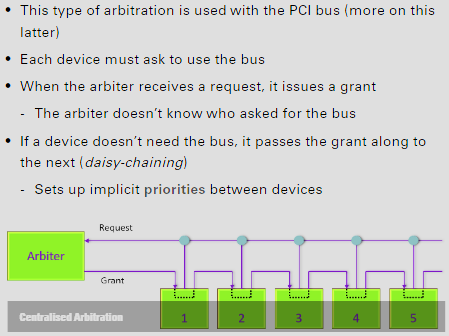 • This type of arbitration is used with the PCI bus (more on this
latter)
• Each device must ask to use the bus
• When the arbiter receives a request, it issues a grant
- The arbiter doesn’t know who asked for the bus
• If a device doesn’t need the bus, it passes the grant along to
the next (daisy-chaining)
- Sets up implicit priorities between devices
Request
Arbiter
Grant
Centralised Arbitration
1 2 3 4 5